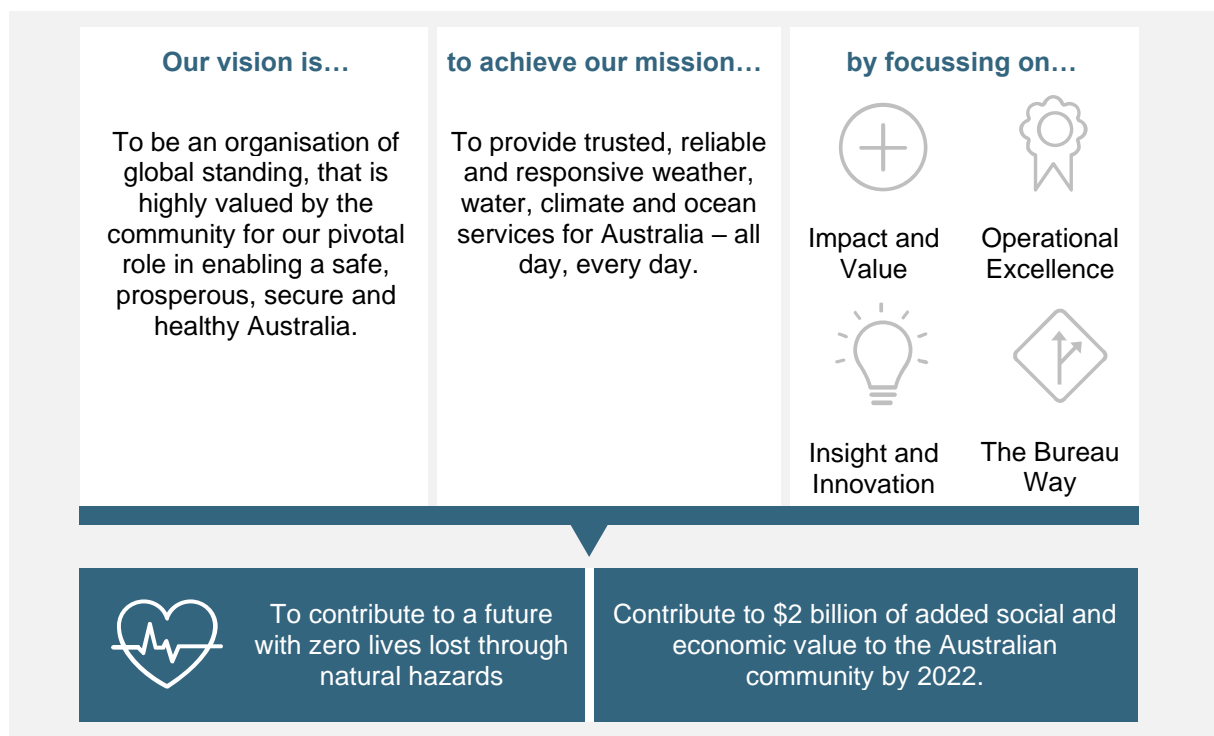 Our vision is…
To be an organisation of
global standing, that is
highly valued by the
community for our pivotal
role in enabling a safe,
prosperous, secure and
healthy Australia.
to achieve our mission…
To provide trusted, reliable
and responsive weather,
water, climate and ocean
services for Australia – all
day, every day.
by focussing on…
Impact and
Value
Operational
Excellence
Insight and
Innovation
The Bureau
Way
To contribute to a future
with zero lives lost through
natural hazards
Contribute to $2 billion of added social and
economic value to the Australian
community by 2022.